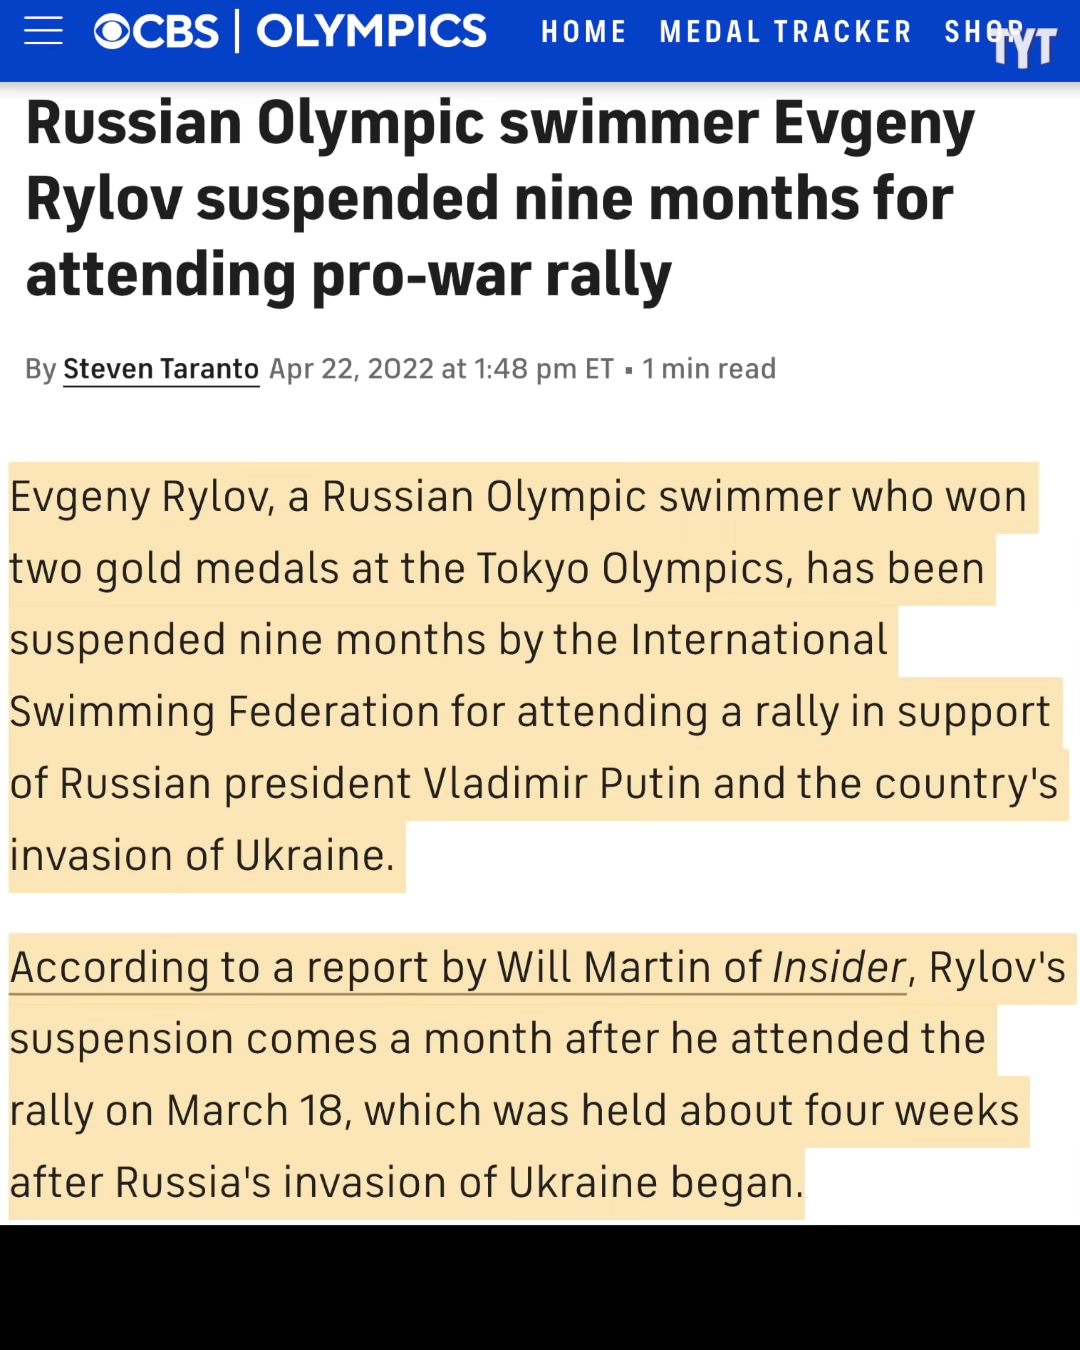 CBS | OLYMPICS HOME MEDAL TRACKER SHOP
TYT
Russian Olympic swimmer Evgeny
Rylov suspended nine months for
attending pro-war rally
By Steven Taranto Apr 22, 2022 at 1:48 pm ET ▪ 1 min read
Evgeny Rylov, a Russian Olympic swimmer who won
two gold medals at the Tokyo Olympics, has been
suspended nine months by the International
Swimming Federation for attending a rally in support
of Russian president Vladimir Putin and the country's
invasion of Ukraine.
According to a report by Will Martin of Insider, Rylov's
suspension comes a month after he attended the
rally on March 18, which was held about four weeks
after Russia's invasion of Ukraine began.